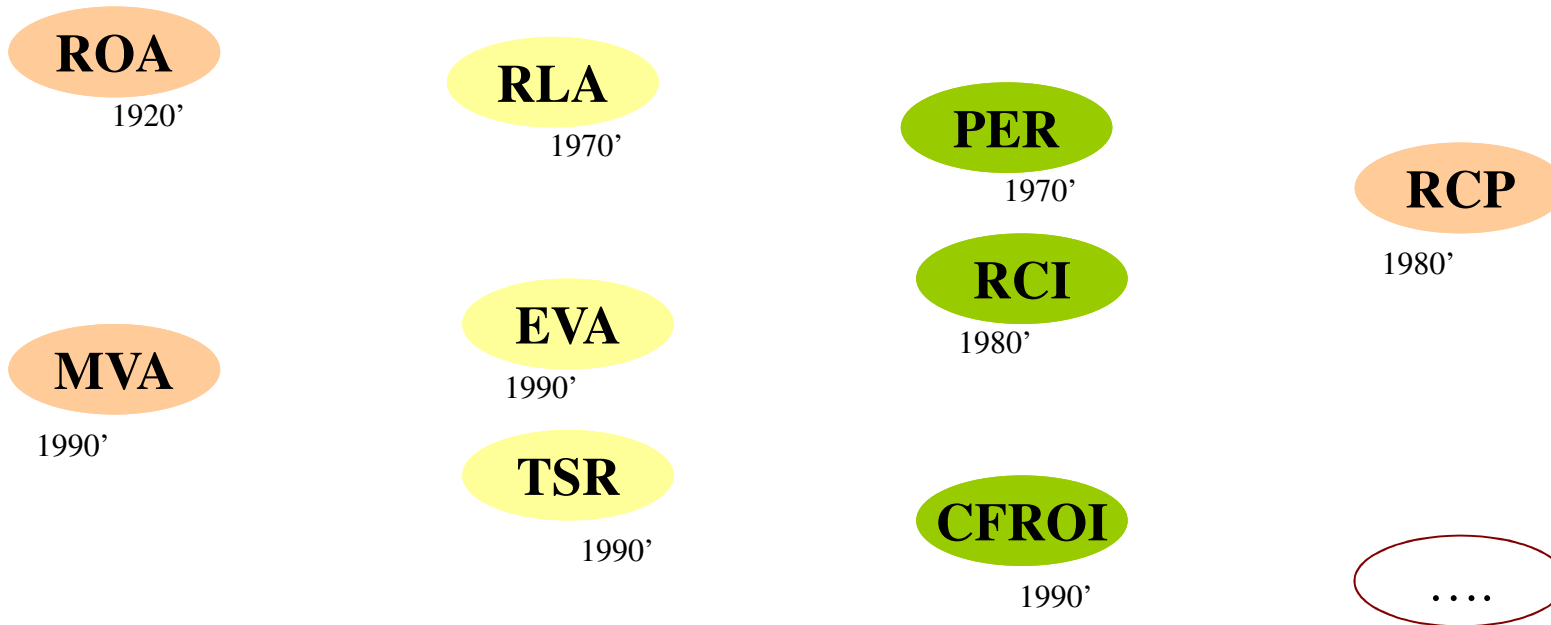 ROA
1920’
RLA
1970’
PER
1970’
RCP
1980’
RCI
1980’
MVA
1990’
EVA
1990’
TSR
1990’
CFROI
1990’
….